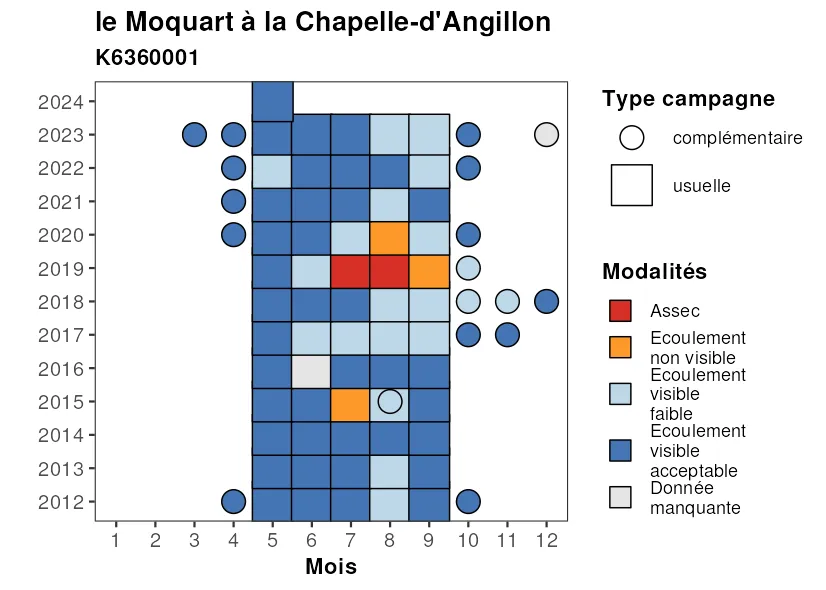 le Moquart à la Chapelle-d'Angillon
K6360001
2024
2023
2022
2021
2020
2019
2018
2017
2016
2015
2014
2013
2012
1 2 3 4 5 6 7 8 9 10 11 12
Mois
Type campagne
complémentaire
usuelle
Modalités
Assec
Ecoulement
non visible
Ecoulement
visible
faible
Ecoulement
visible
acceptable
Donnée
manquante